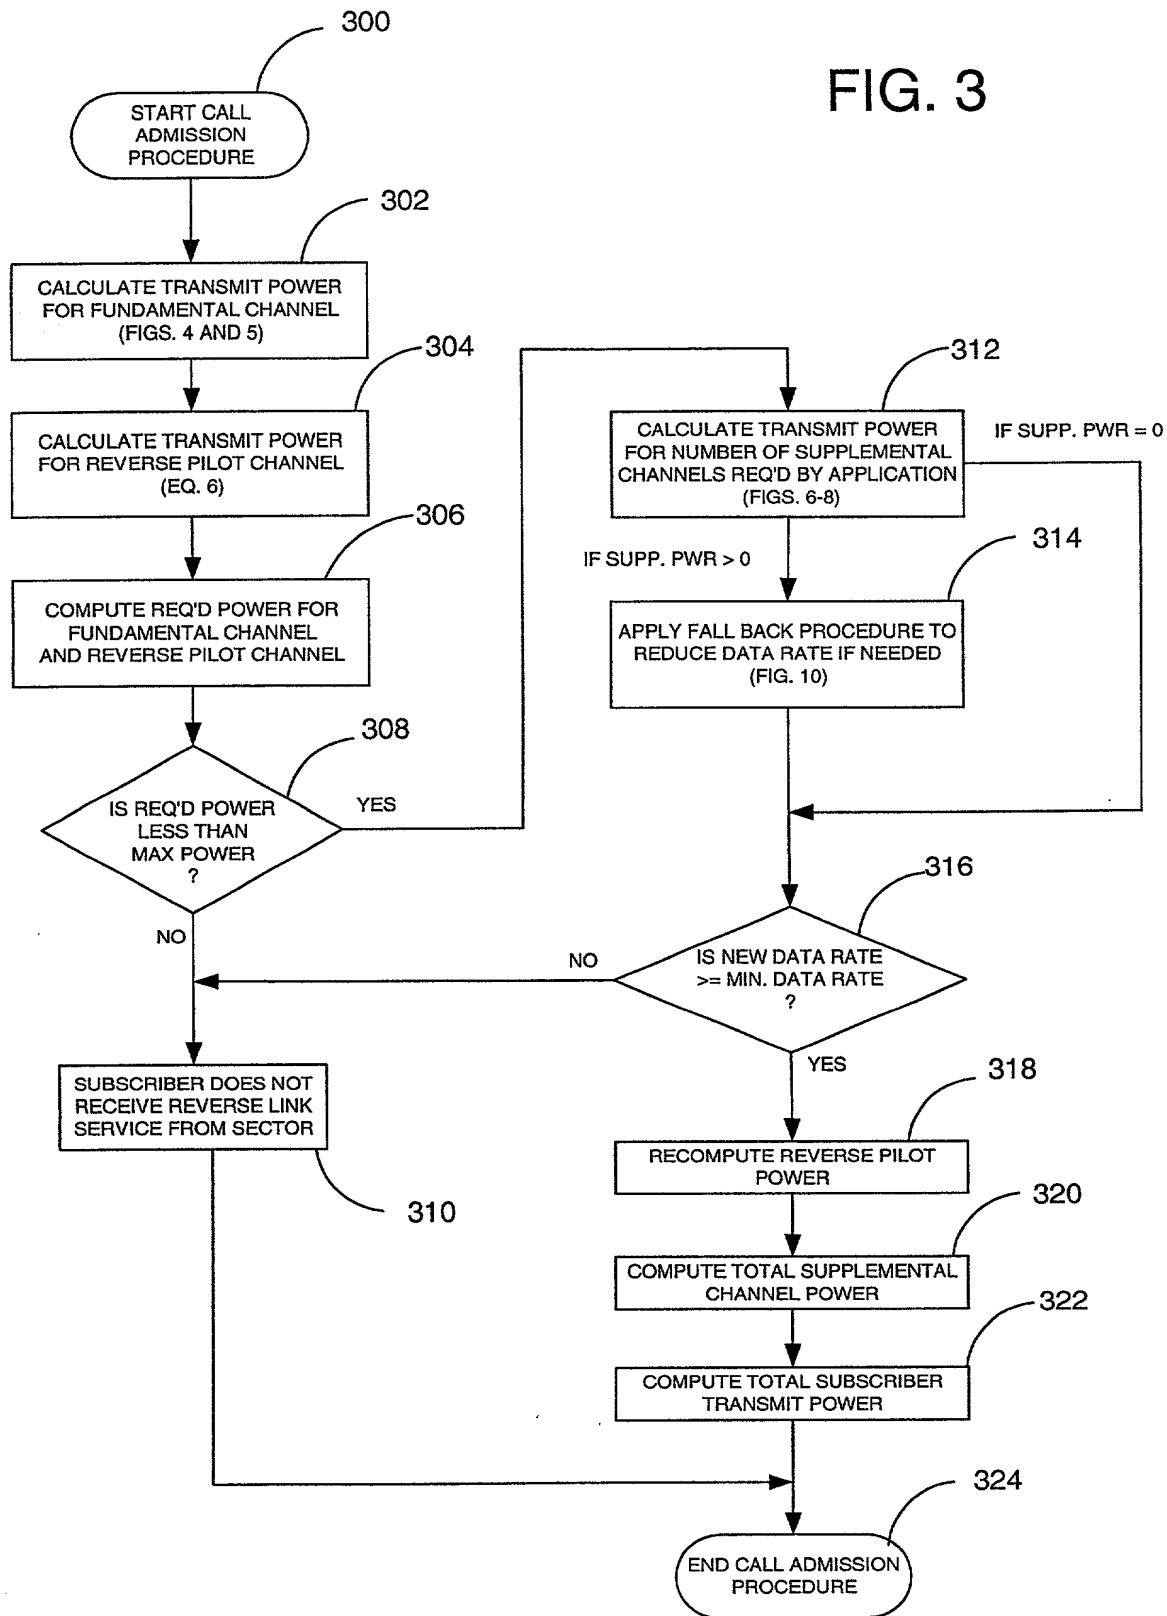 FIG. 3
300
START CALL
ADMISSION
PROCEDURE
302
CALCULATE TRANSMIT POWER
FOR FUNDAMENTAL CHANNEL
(FIGS. 4 AND 5)
304
CALCULATE TRANSMIT POWER
FOR REVERSE PILOT CHANNEL
(EQ. 6)
306
COMPUTE REQ'D POWER FOR
FUNDAMENTAL CHANNEL
AND REVERSE PILOT CHANNEL
308
IS REQ'D POWER
LESS THAN
MAX POWER
?
YES
NO
SUBSCRIBER DOES NOT
RECEIVE REVERSE LINK
SERVICE FROM SECTOR
310
312
CALCULATE TRANSMIT POWER
FOR NUMBER OF SUPPLEMENTAL
CHANNELS REQ'D BY APPLICATION
(FIGS. 6-8)
IF SUPP. PWR = 0
IF SUPP. PWR > 0
314
APPLY FALL BACK PROCEDURE TO
REDUCE DATA RATE IF NEEDED
(FIG. 10)
316
IS NEW DATA RATE
>= MIN. DATA RATE
?
NO
YES
318
RECOMPUTE REVERSE PILOT
POWER
320
COMPUTE TOTAL SUPPLEMENTAL
CHANNEL POWER
322
COMPUTE TOTAL SUBSCRIBER
TRANSMIT POWER
324
END CALL ADMISSION
PROCEDURE